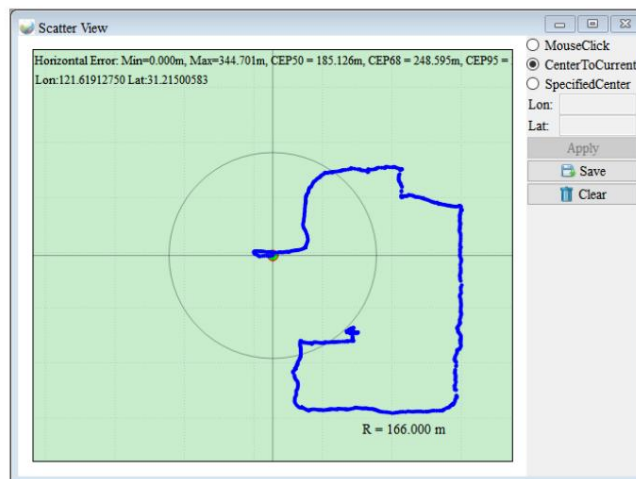 Scatter View
Horizontal Error: Min=0.000m, Max=344.701m, CEP50 = 185.126m, CEP68 = 248.595m, CEP95 =
Lon:121.61912750 Lat:31.21500583
MouseClick
CenterToCurrent
SpecifiedCenter
Lon:
Lat:
Apply
Save
Clear
R = 166.000 m